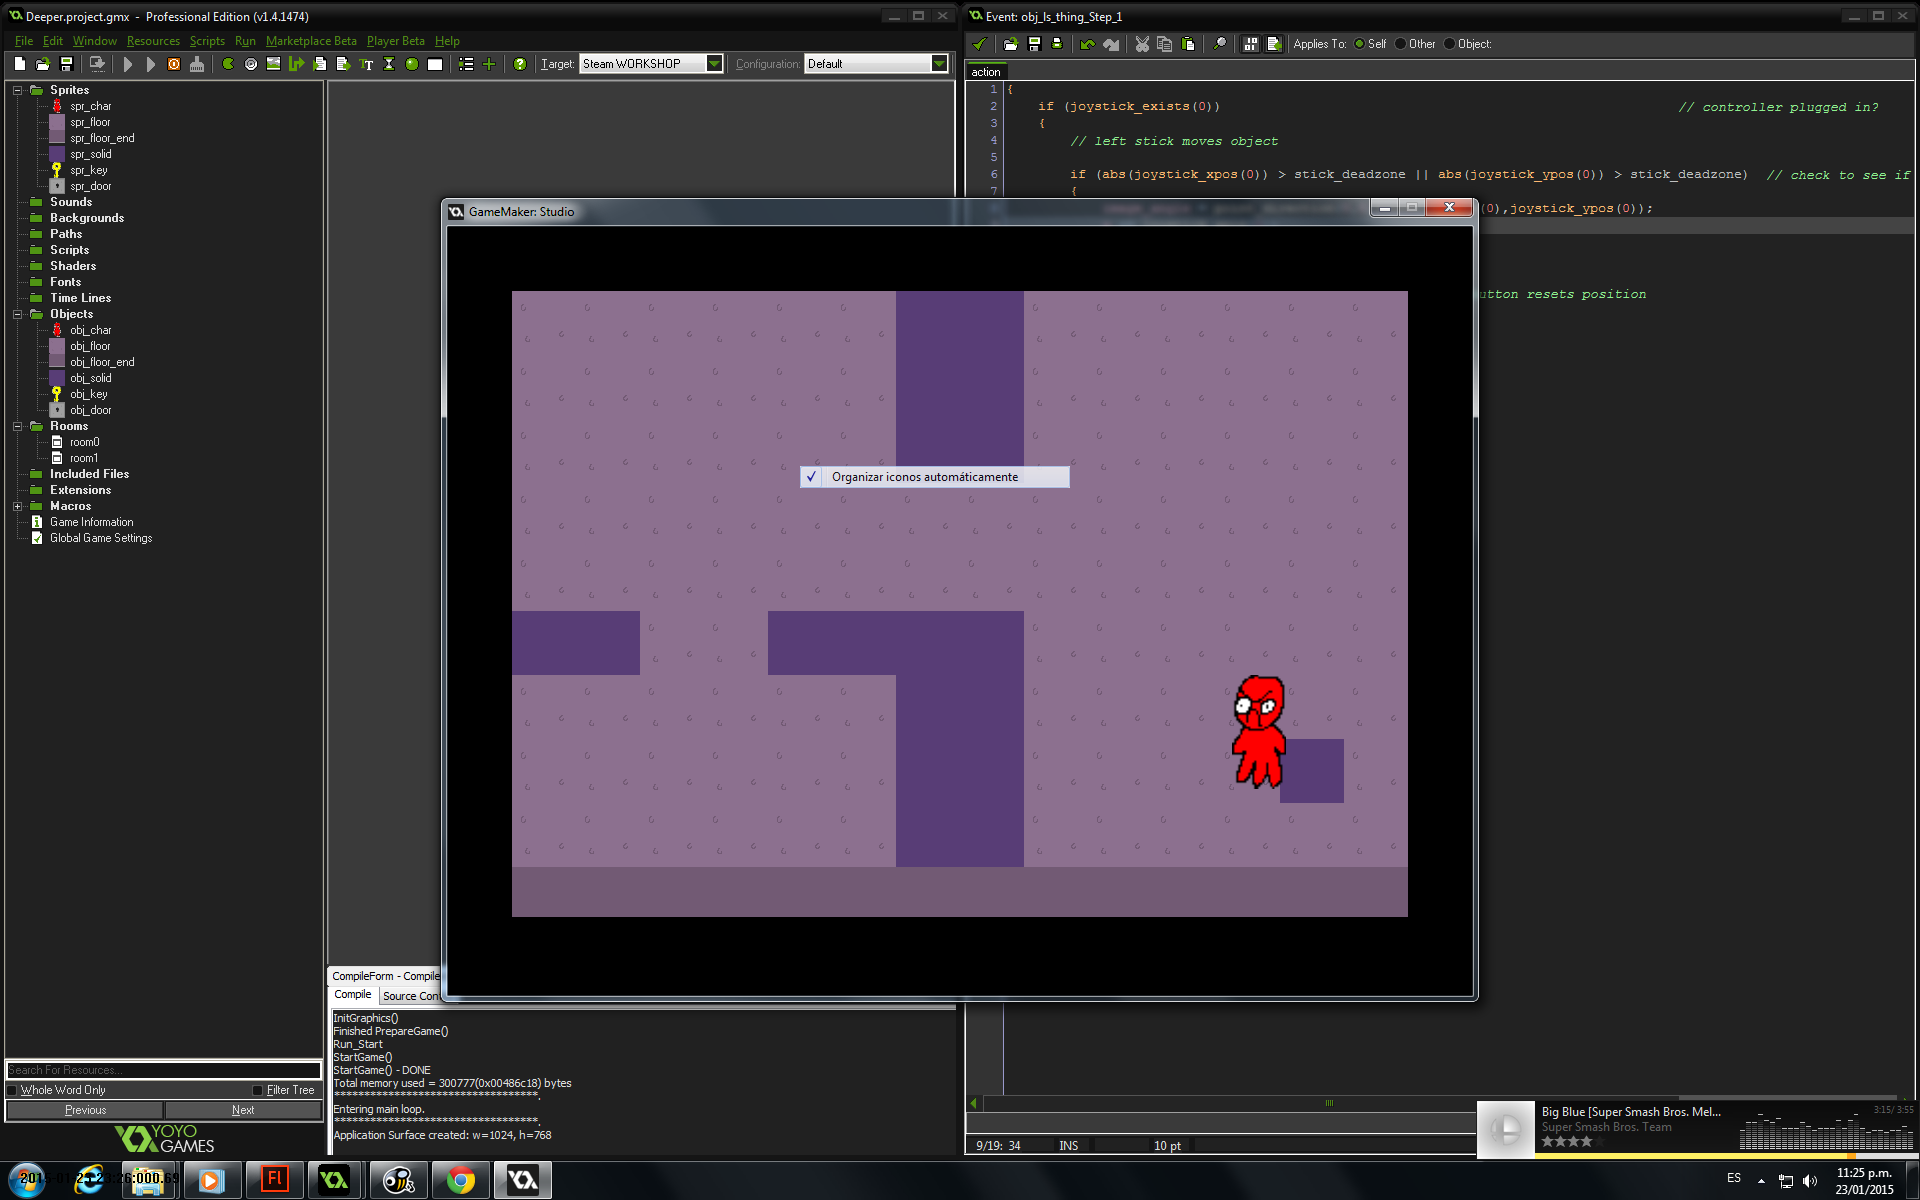 Deeper.project.gmx - Professional Edition (v1.4.1474)
File Edit Window Resources Scripts Run Marketplace Beta Player Beta Help
Target: Steam WORKSHOP Configuration: Default
Sprites
spr_char
spr_floor
spr_floor_end
spr_solid
spr_key
spr_door
Sounds
Backgrounds
Paths
Scripts
Shaders
Fonts
Time Lines
Objects
obj_char
obj_floor
obj_floor_end
obj_solid
obj_key
obj_door
Rooms
room0
room1
Included Files
Extensions
Macros
Game Information
Global Game Settings
Search For Resources...
Whole Word Only Filter Tree
Previous Next
YOYO
GAMES
Event: obj_ls_thing_Step_1
Applies To: Self Other Object:
action
1 {
2 if (joystick_exists(0)) // controller plugged in?
3 {
4 // left stick moves object
5
6 if (abs(joystick_xpos(0)) > stick_deadzone || abs(joystick_ypos(0)) > stick_deadzone) // check to see if
7 {
(0),joystick_ypos(0));
utton resets position
GameMaker: Studio
Organizar iconos automáticamente
CompileForm - Compile
Compile Source Con
InitGraphics()
Finished PrepareGame()
Run_Start
StartGame()
StartGame() - DONE
Total memory used = 300777(0x00486c18) bytes
***********************************.
Entering main loop.
***********************************.
Application Surface created: w=1024, h=768
9/19: 34 INS 10 pt
Big Blue [Super Smash Bros. Mel...
3:15/ 3:55
Super Smash Bros. Team
Fl
ES
11:25 p.m.
23/01/2015